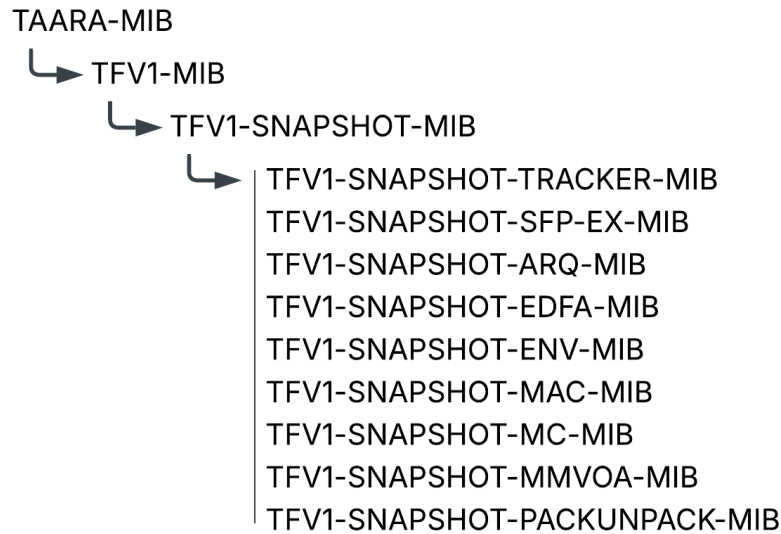 TAARA-MIB
TFV1-MIB
TFV1-SNAPSHOT-MIB
TFV1-SNAPSHOT-TRACKER-MIB
TFV1-SNAPSHOT-SFP-EX-MIB
TFV1-SNAPSHOT-ARQ-MIB
TFV1-SNAPSHOT-EDFA-MIB
TFV1-SNAPSHOT-ENV-MIB
TFV1-SNAPSHOT-MAC-MIB
TFV1-SNAPSHOT-MC-MIB
TFV1-SNAPSHOT-MMVOA-MIB
TFV1-SNAPSHOT-PACKUNPACK-MIB